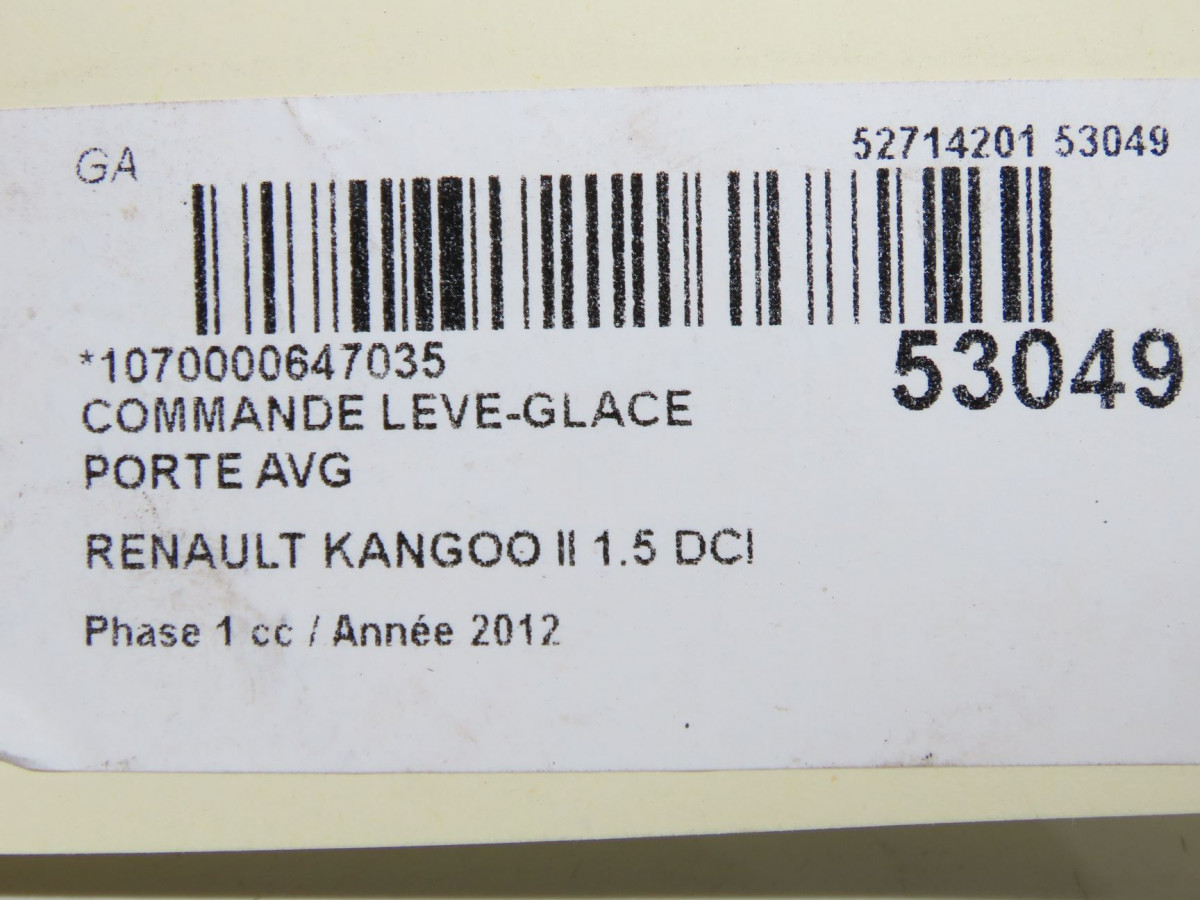 GA
52714201 53049
*1070000647035
53049
COMMANDE LEVE-GLACE
PORTE AVG
RENAULT KANGOO II 1.5 DCI
Phase 1 cc / Année 2012